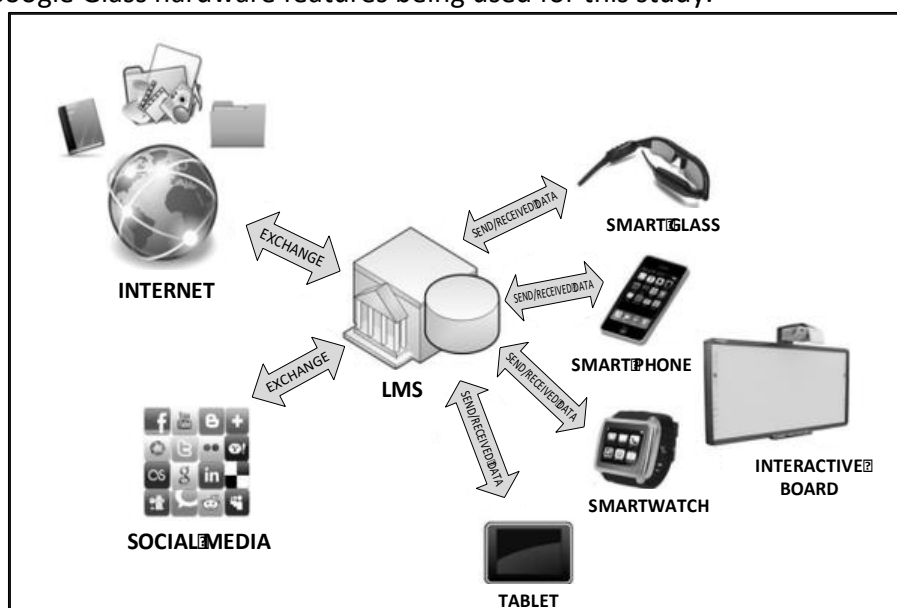 Google Glass hardware features being used for this study.
SEND/RECEIVED DATA
SMART GLASS
EXCHANGE
INTERNET
SEND/RECEIVED DATA
SMART PHONE
LMS
EXCHANGE
SEND/RECEIVED DATA
SEND/RECEIVED DATA
INTERACTIVE
BOARD
SMARTWATCH
SOCIAL MEDIA
TABLET